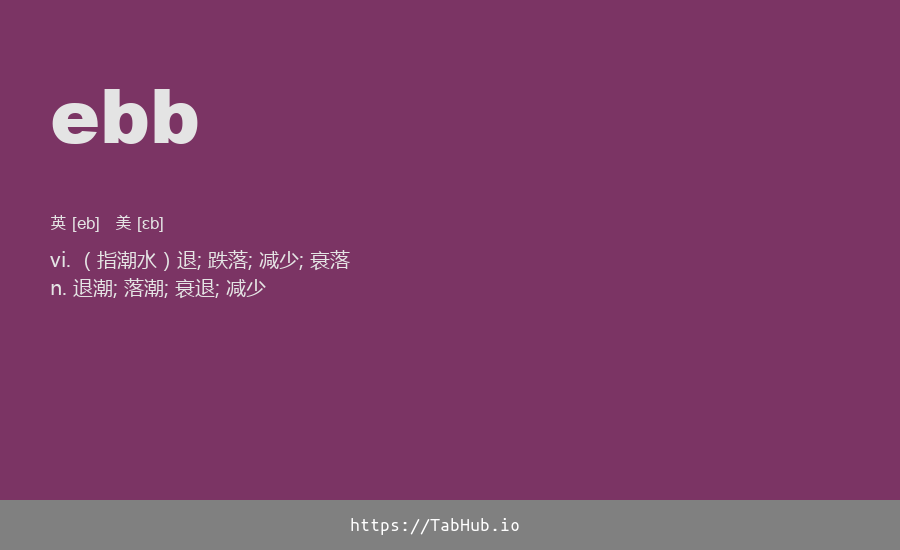 ebb
英 [eb] 美 [εb]
vi. （指潮水）退; 跌落; 减少; 衰落
n. 退潮; 落潮; 衰退; 减少
https://TabHub.io